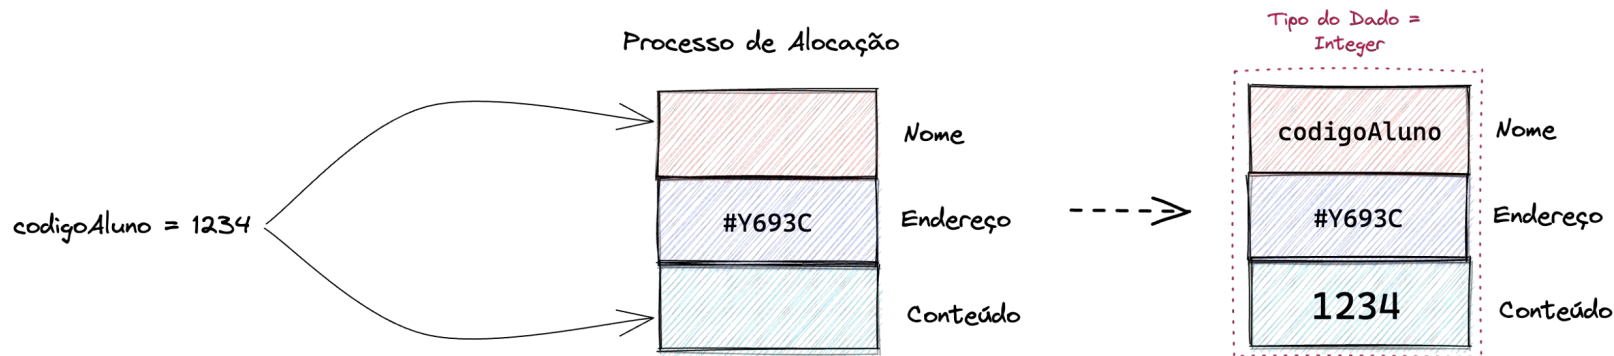 codigoAluno = 1234
Processo de Alocação
Nome
#Y693C
Endereço
Conteúdo
Tipo do Dado =
Integer
codigoAluno
Nome
#Y693C
Endereço
1234
Conteúdo